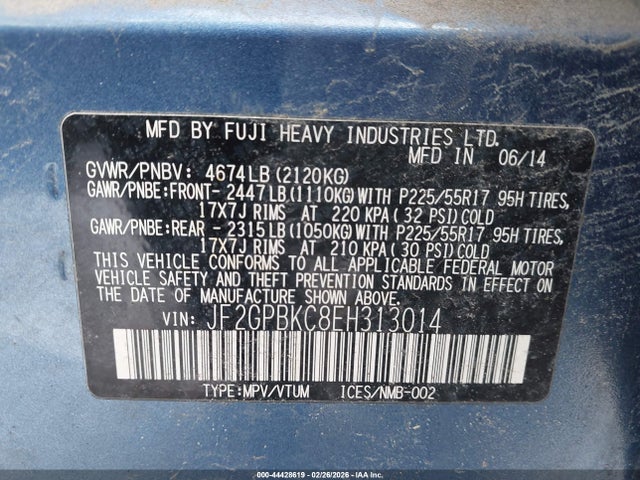 MFD BY FUJI HEAVY INDUSTRIES LTD.
MFD IN 06/14
GVWR/PNBV: 4674LB(2120KG)
GAWR/PNBE:FRONT- 2447LB(1110KG)WITH P225/55R17 95H TIRES,
17X7J RIMS AT 220 KPA( 32 PSI)COLD
GAWR/PNBE:REAR - 2315LB(1050KG)WITH P225/55R17 95H TIRES,
17X7J RIMS AT 210 KPA( 30 PSI)COLD
THIS VEHICLE CONFORMS TO ALL APPLICABLE FEDERAL MOTOR
VEHICLE SAFETY AND THEFT PREVENTION STANDARDS IN EFFECT ON
THE DATE OF MANUFACTURE SHOWN ABOVE.
VIN: JF2GPBKC8EH313014
TYPE:MPV/VTUM ICES/NMB-002
000-44428619 02/26/2026 - IAA Inc.